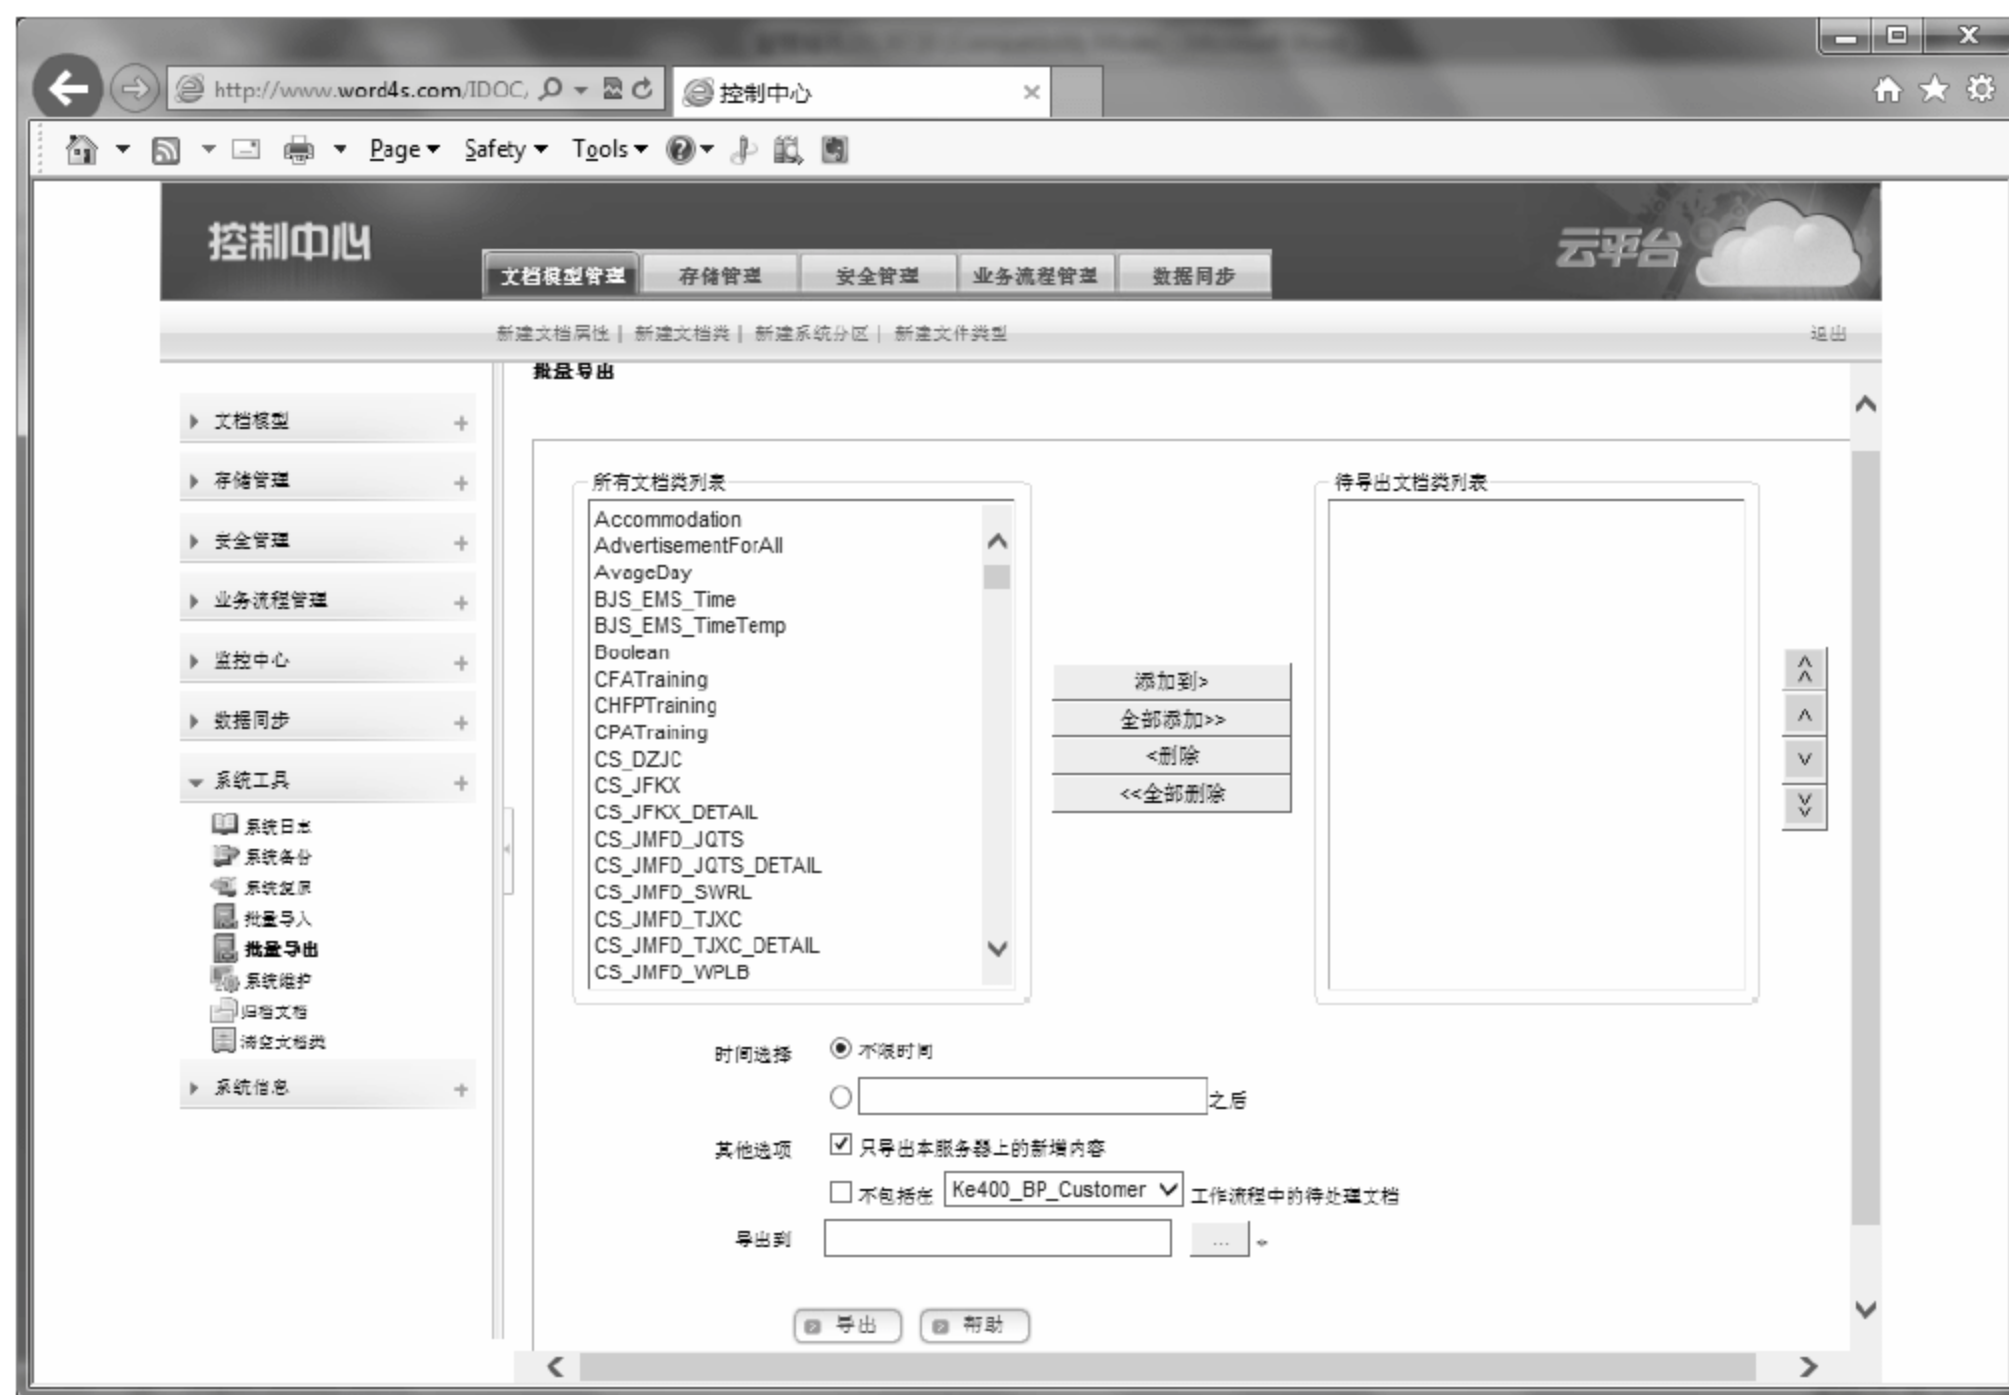 http://www.word4s.com/IDOC,
控制中心
Page
Safety
Tools
控制中心
云平台
文档模型管理
存储管理
安全管理
业务流程管理
数据同步
新建文档属性 | 新建文档类 | 新建系统分区 | 新建文件类型
退出
批量导出
文档模型
存储管理
安全管理
业务流程管理
监控中心
数据同步
系统工具
系统日志
系统备份
系统复原
批量导入
批量导出
系统维护
归档文档
清空文档类
系统信息
所有文档类列表
Accommodation
AdvertisementForAll
AvageDay
BJS_EMS_Time
BJS_EMS_TimeTemp
Boolean
CFATraining
CHFPTraining
CPATraining
CS_DZJC
CS_JFKX
CS_JFKX_DETAIL
CS_JMFD_JQTS
CS_JMFD_JQTS_DETAIL
CS_JMFD_SWRL
CS_JMFD_TJXC
CS_JMFD_TJXC_DETAIL
CS_JMFD_WPLB
添加到>
全部添加>>
<删除
<<全部删除
待导出文档类列表
时间选择
不限时间
之后
其他选项
只导出本服务器上的新增内容
不包括在 Ke400_BP_Customer 工作流程中的待处理文档
导出到
...
导出
帮助